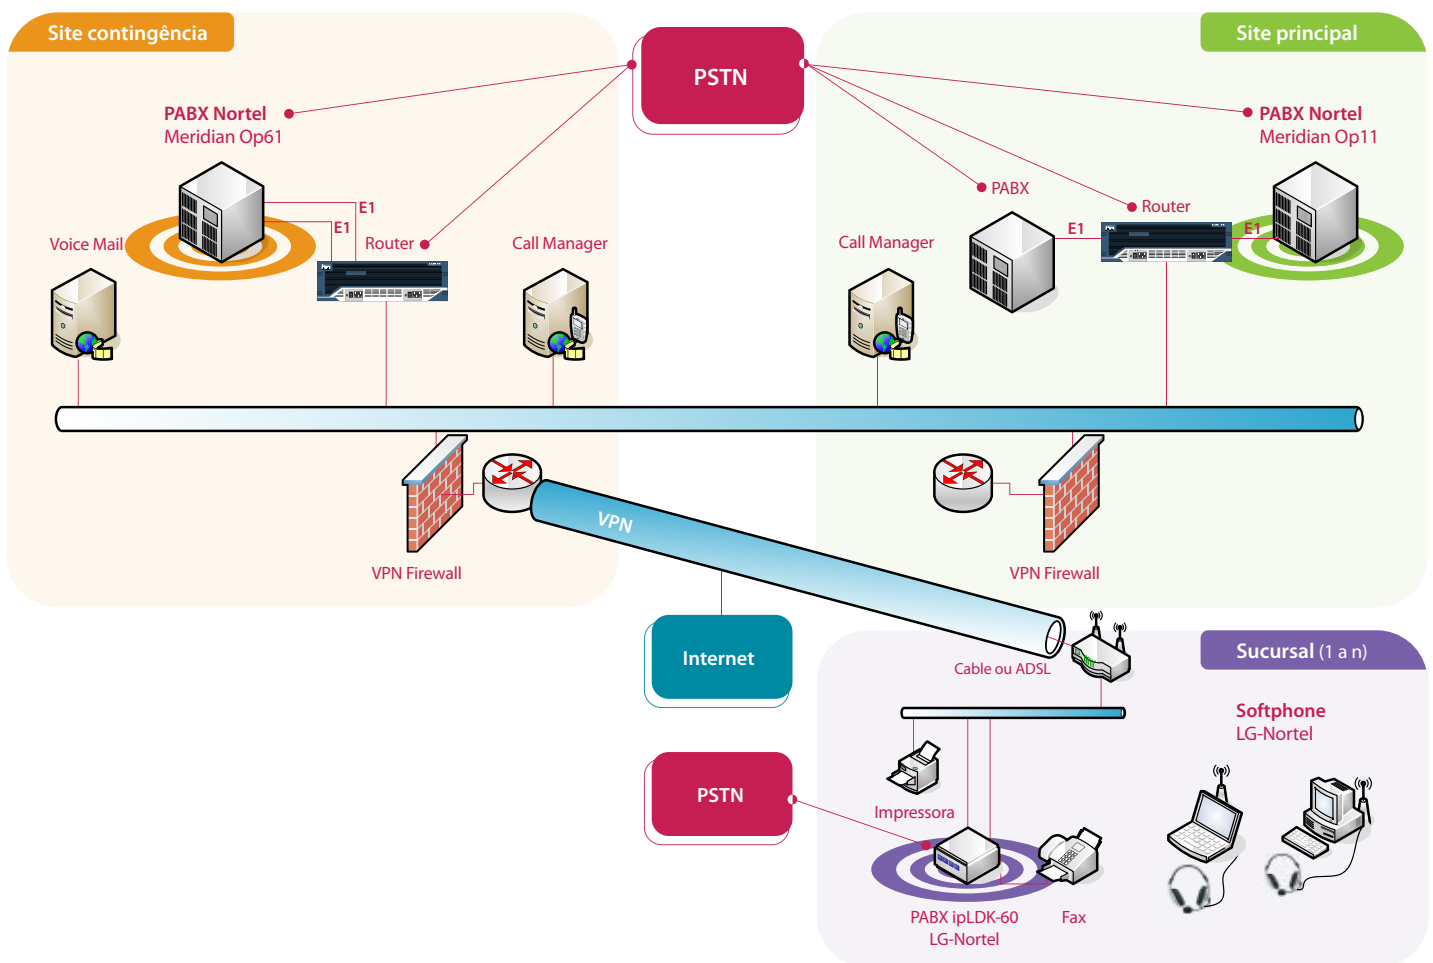 Site contingência
PSTN
Site principal
PABX Nortel
Meridian Op61
PABX Nortel
Meridian Op11
PABX
Router
E1
E1
Voice Mail
Router
Call Manager
Call Manager
E1
E1
VPN
VPN Firewall
VPN Firewall
Internet
Cable ou ADSL
Sucursal (1 a n)
Softphone
LG-Nortel
PSTN
Impressora
PABX ipLDK-60
LG-Nortel
Fax